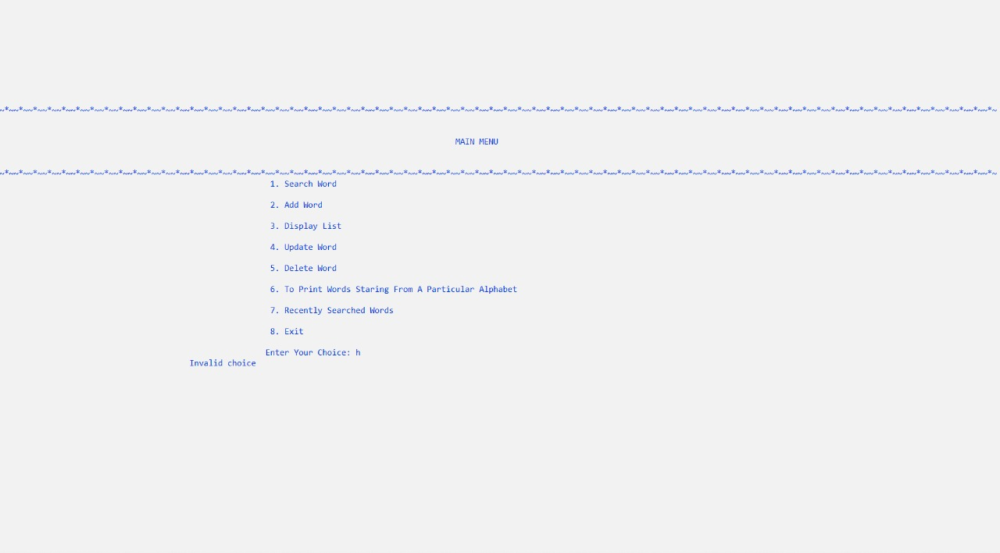 ~*~~*~~*~~*~~*~~*~~*~~*~~*~~*~~*~~*~~*~~*~~*~~*~~*~~*~~*~~*~~*~~*~~*~~*~~*~~*~~*~~*~~*~~*~~*~~*~~*~~*~~*~~*~~*~~*~~*~~*~~*~~*~~*~~*~~*~~*~~*~~*~~*~~*~~*~~*~~*~~*~~*~~*~~*~~*~~*~~*~~*~~*~~*~~*~~*~~*~~*~~*~~*~
MAIN MENU
~*~~*~~*~~*~~*~~*~~*~~*~~*~~*~~*~~*~~*~~*~~*~~*~~*~~*~~*~~*~~*~~*~~*~~*~~*~~*~~*~~*~~*~~*~~*~~*~~*~~*~~*~~*~~*~~*~~*~~*~~*~~*~~*~~*~~*~~*~~*~~*~~*~~*~~*~~*~~*~~*~~*~~*~~*~~*~~*~~*~~*~~*~~*~~*~~*~~*~~*~~*~~*~
1. Search Word
2. Add Word
3. Display List
4. Update Word
5. Delete Word
6. To Print Words Staring From A Particular Alphabet
7. Recently Searched Words
8. Exit
Enter Your Choice: h
Invalid choice